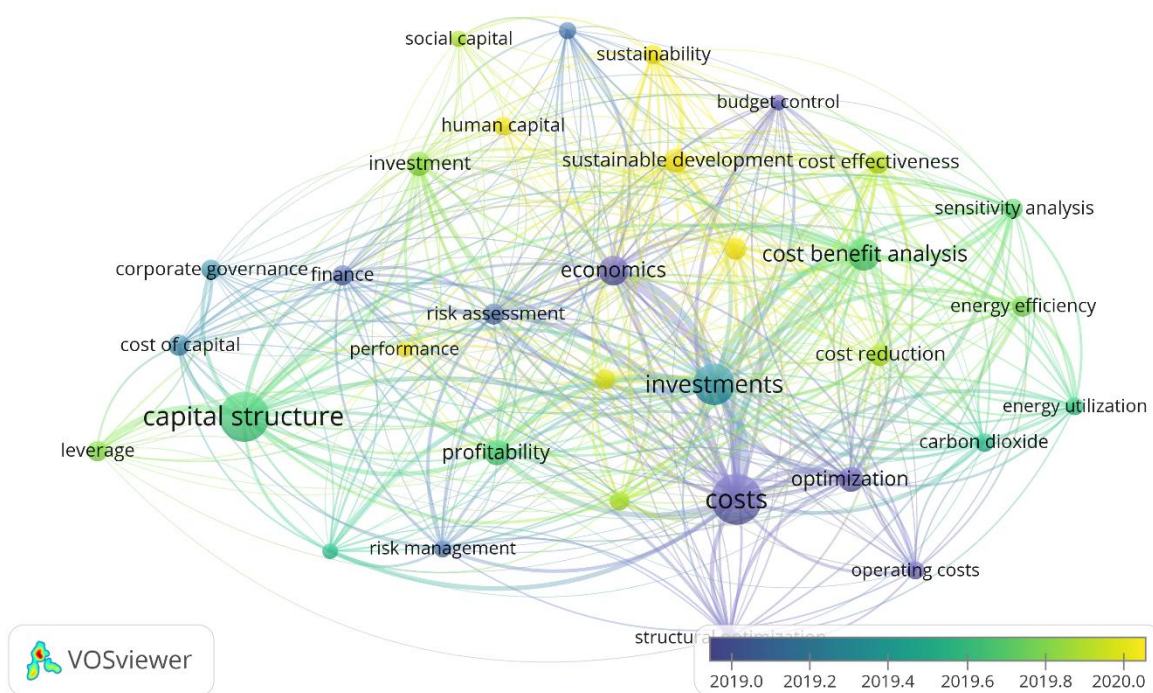 social capital
sustainability
budget control
human capital
investment
sustainable development
cost effectiveness
sensitivity analysis
cost benefit analysis
corporate governance
finance
economics
energy efficiency
risk assessment
cost of capital
performance
cost reduction
investments
capital structure
energy utilization
leverage
profitability
carbon dioxide
optimization
costs
risk management
operating costs
structural optimization
VOSviewer
2019.0 2019.2 2019.4 2019.6 2019.8 2020.0